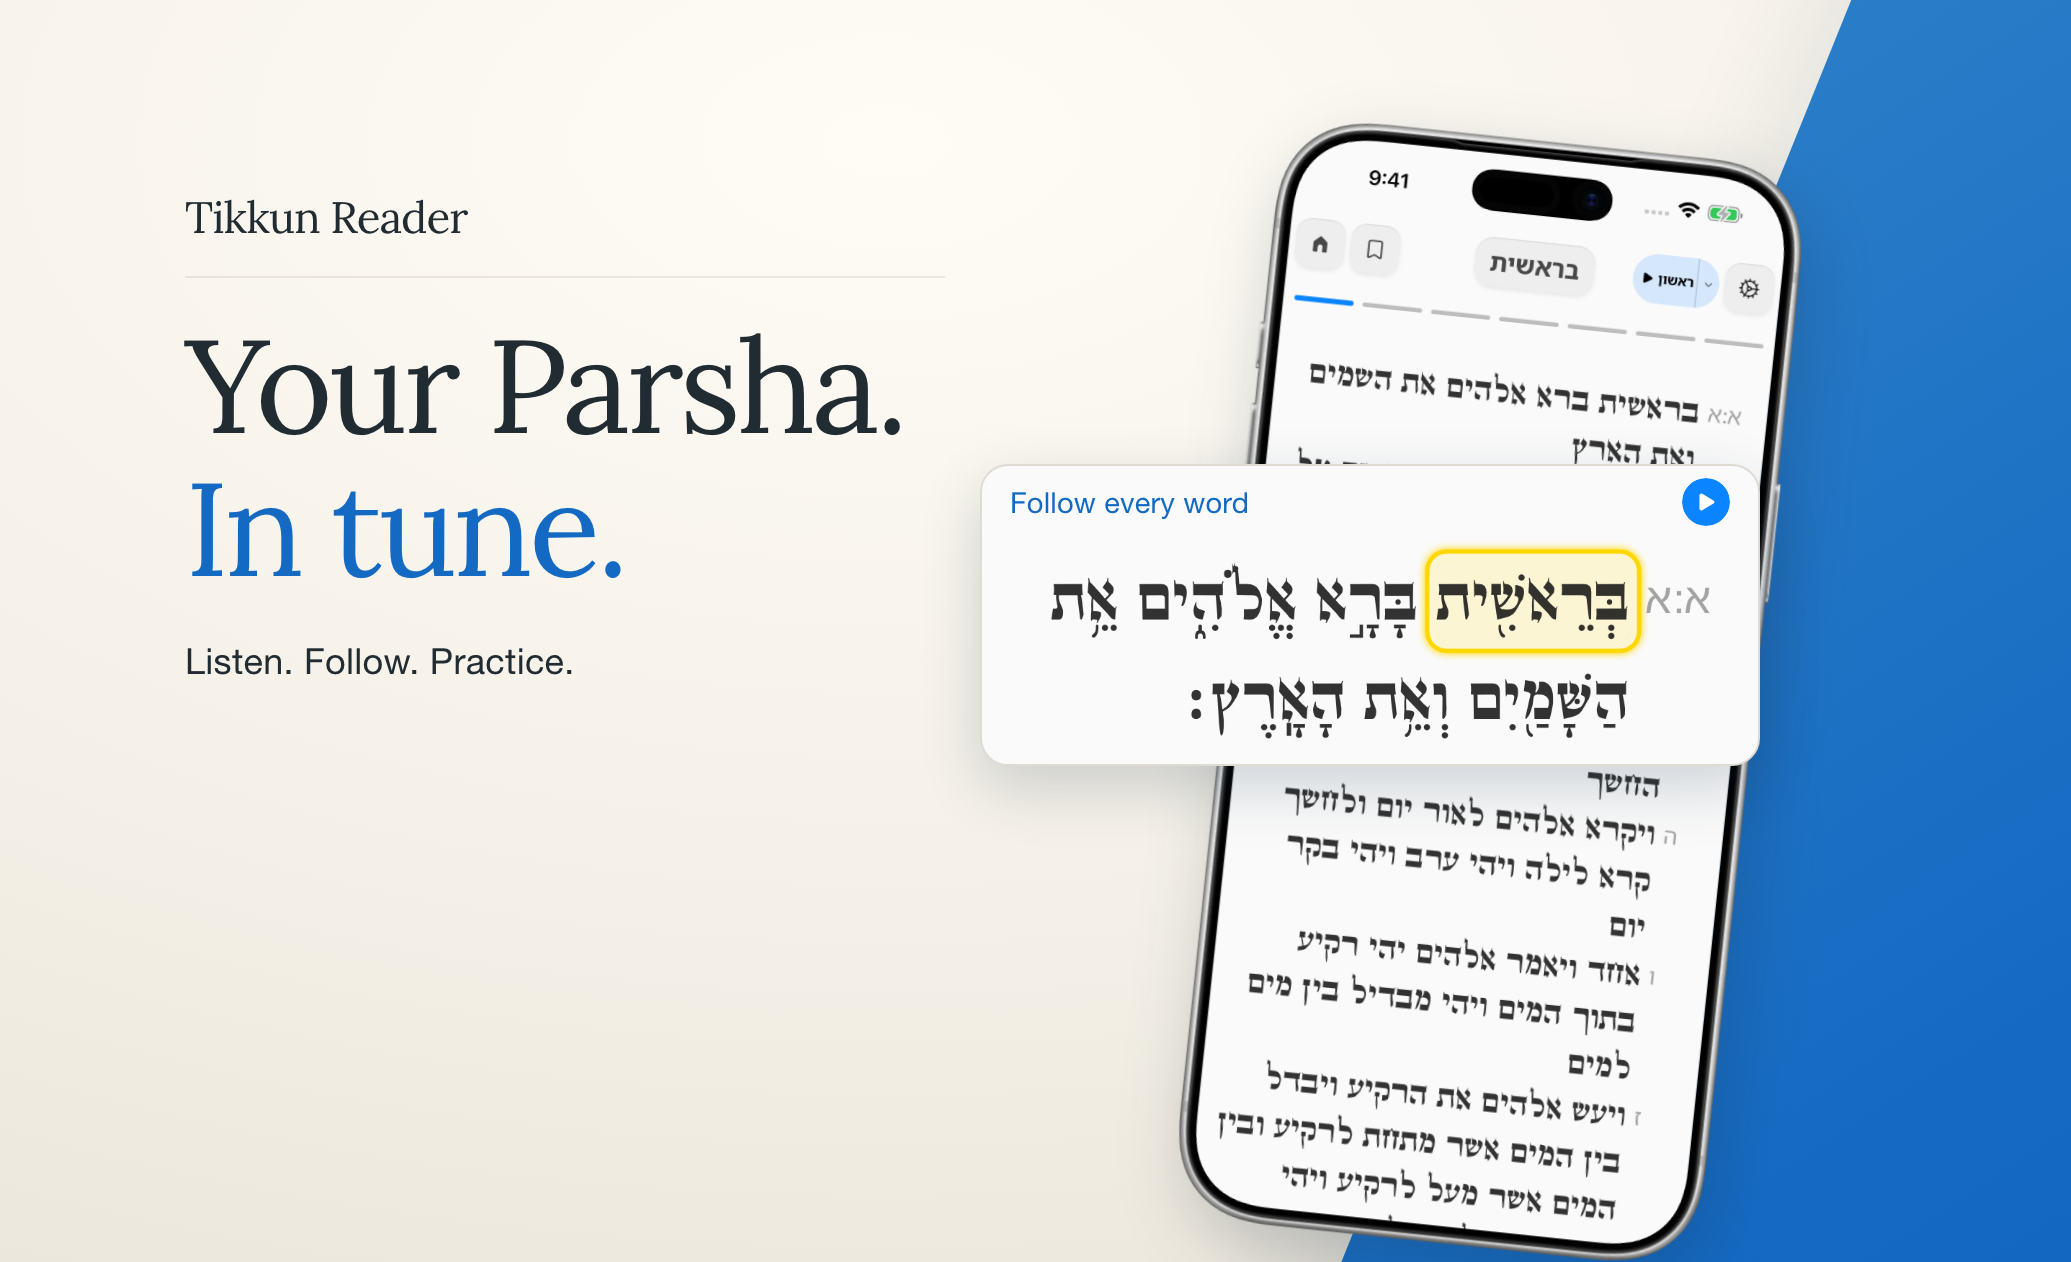 Tikkun Reader
Your Parsha.
In tune.
Listen. Follow. Practice.
9:41
בראשית
ראשון
א:א בראשית ברא אלהים את השמים
ואת הארץ
Follow every word
א:א בְּרֵאשִׁ֖ית בָּרָ֣א אֱלֹהִ֑ים אֵ֥ת
הַשָּׁמַ֖יִם וְאֵ֥ת הָאָֽרֶץ׃
החשך
ה ויקרא אלהים לאור יום ולחשך
קרא לילה ויהי ערב ויהי בקר
יום
ו אחד ויאמר אלהים יהי רקיע
בתוך המים ויהי מבדיל בין מים
למים
ז ויעש אלהים את הרקיע ויבדל
בין המים אשר מתחת לרקיע ובין
המים אשר מעל לרקיע ויהי